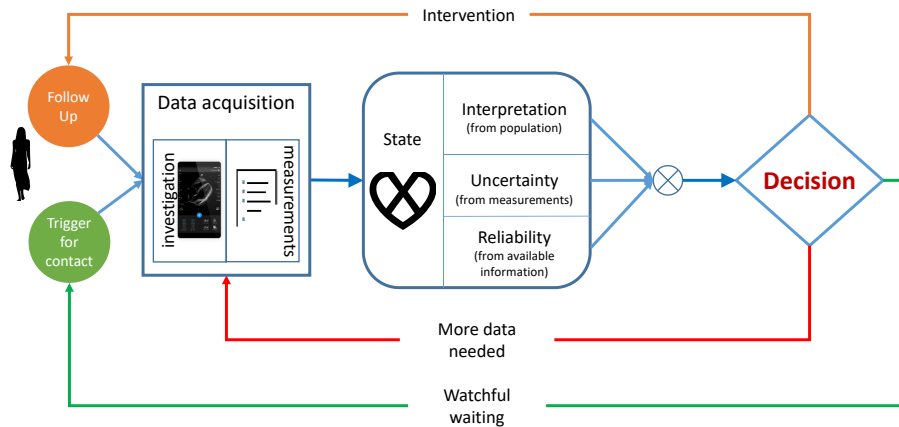 Intervention
Follow
Up
Trigger
for
contact
Data acquisition
investigation
measurements
State
Interpretation
(from population)
Uncertainty
(from measurements)
Reliability
(from available
information)
Decision
More data
needed
Watchful
waiting